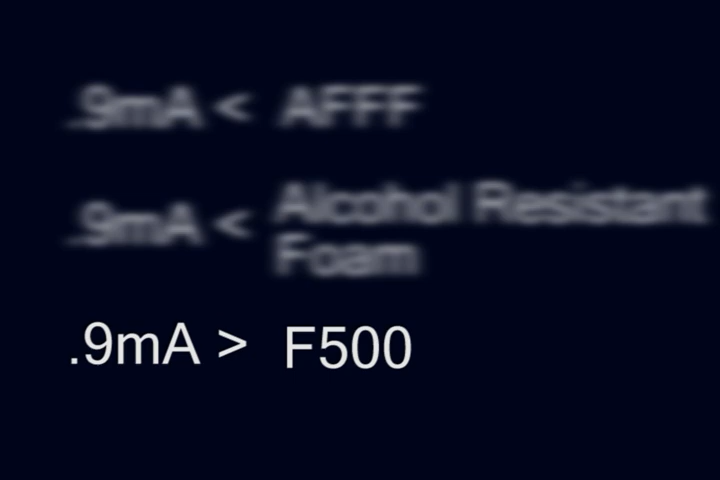 .9mA < AFFF
.9mA < Alcohol Resistant
Foam
.9mA > F500